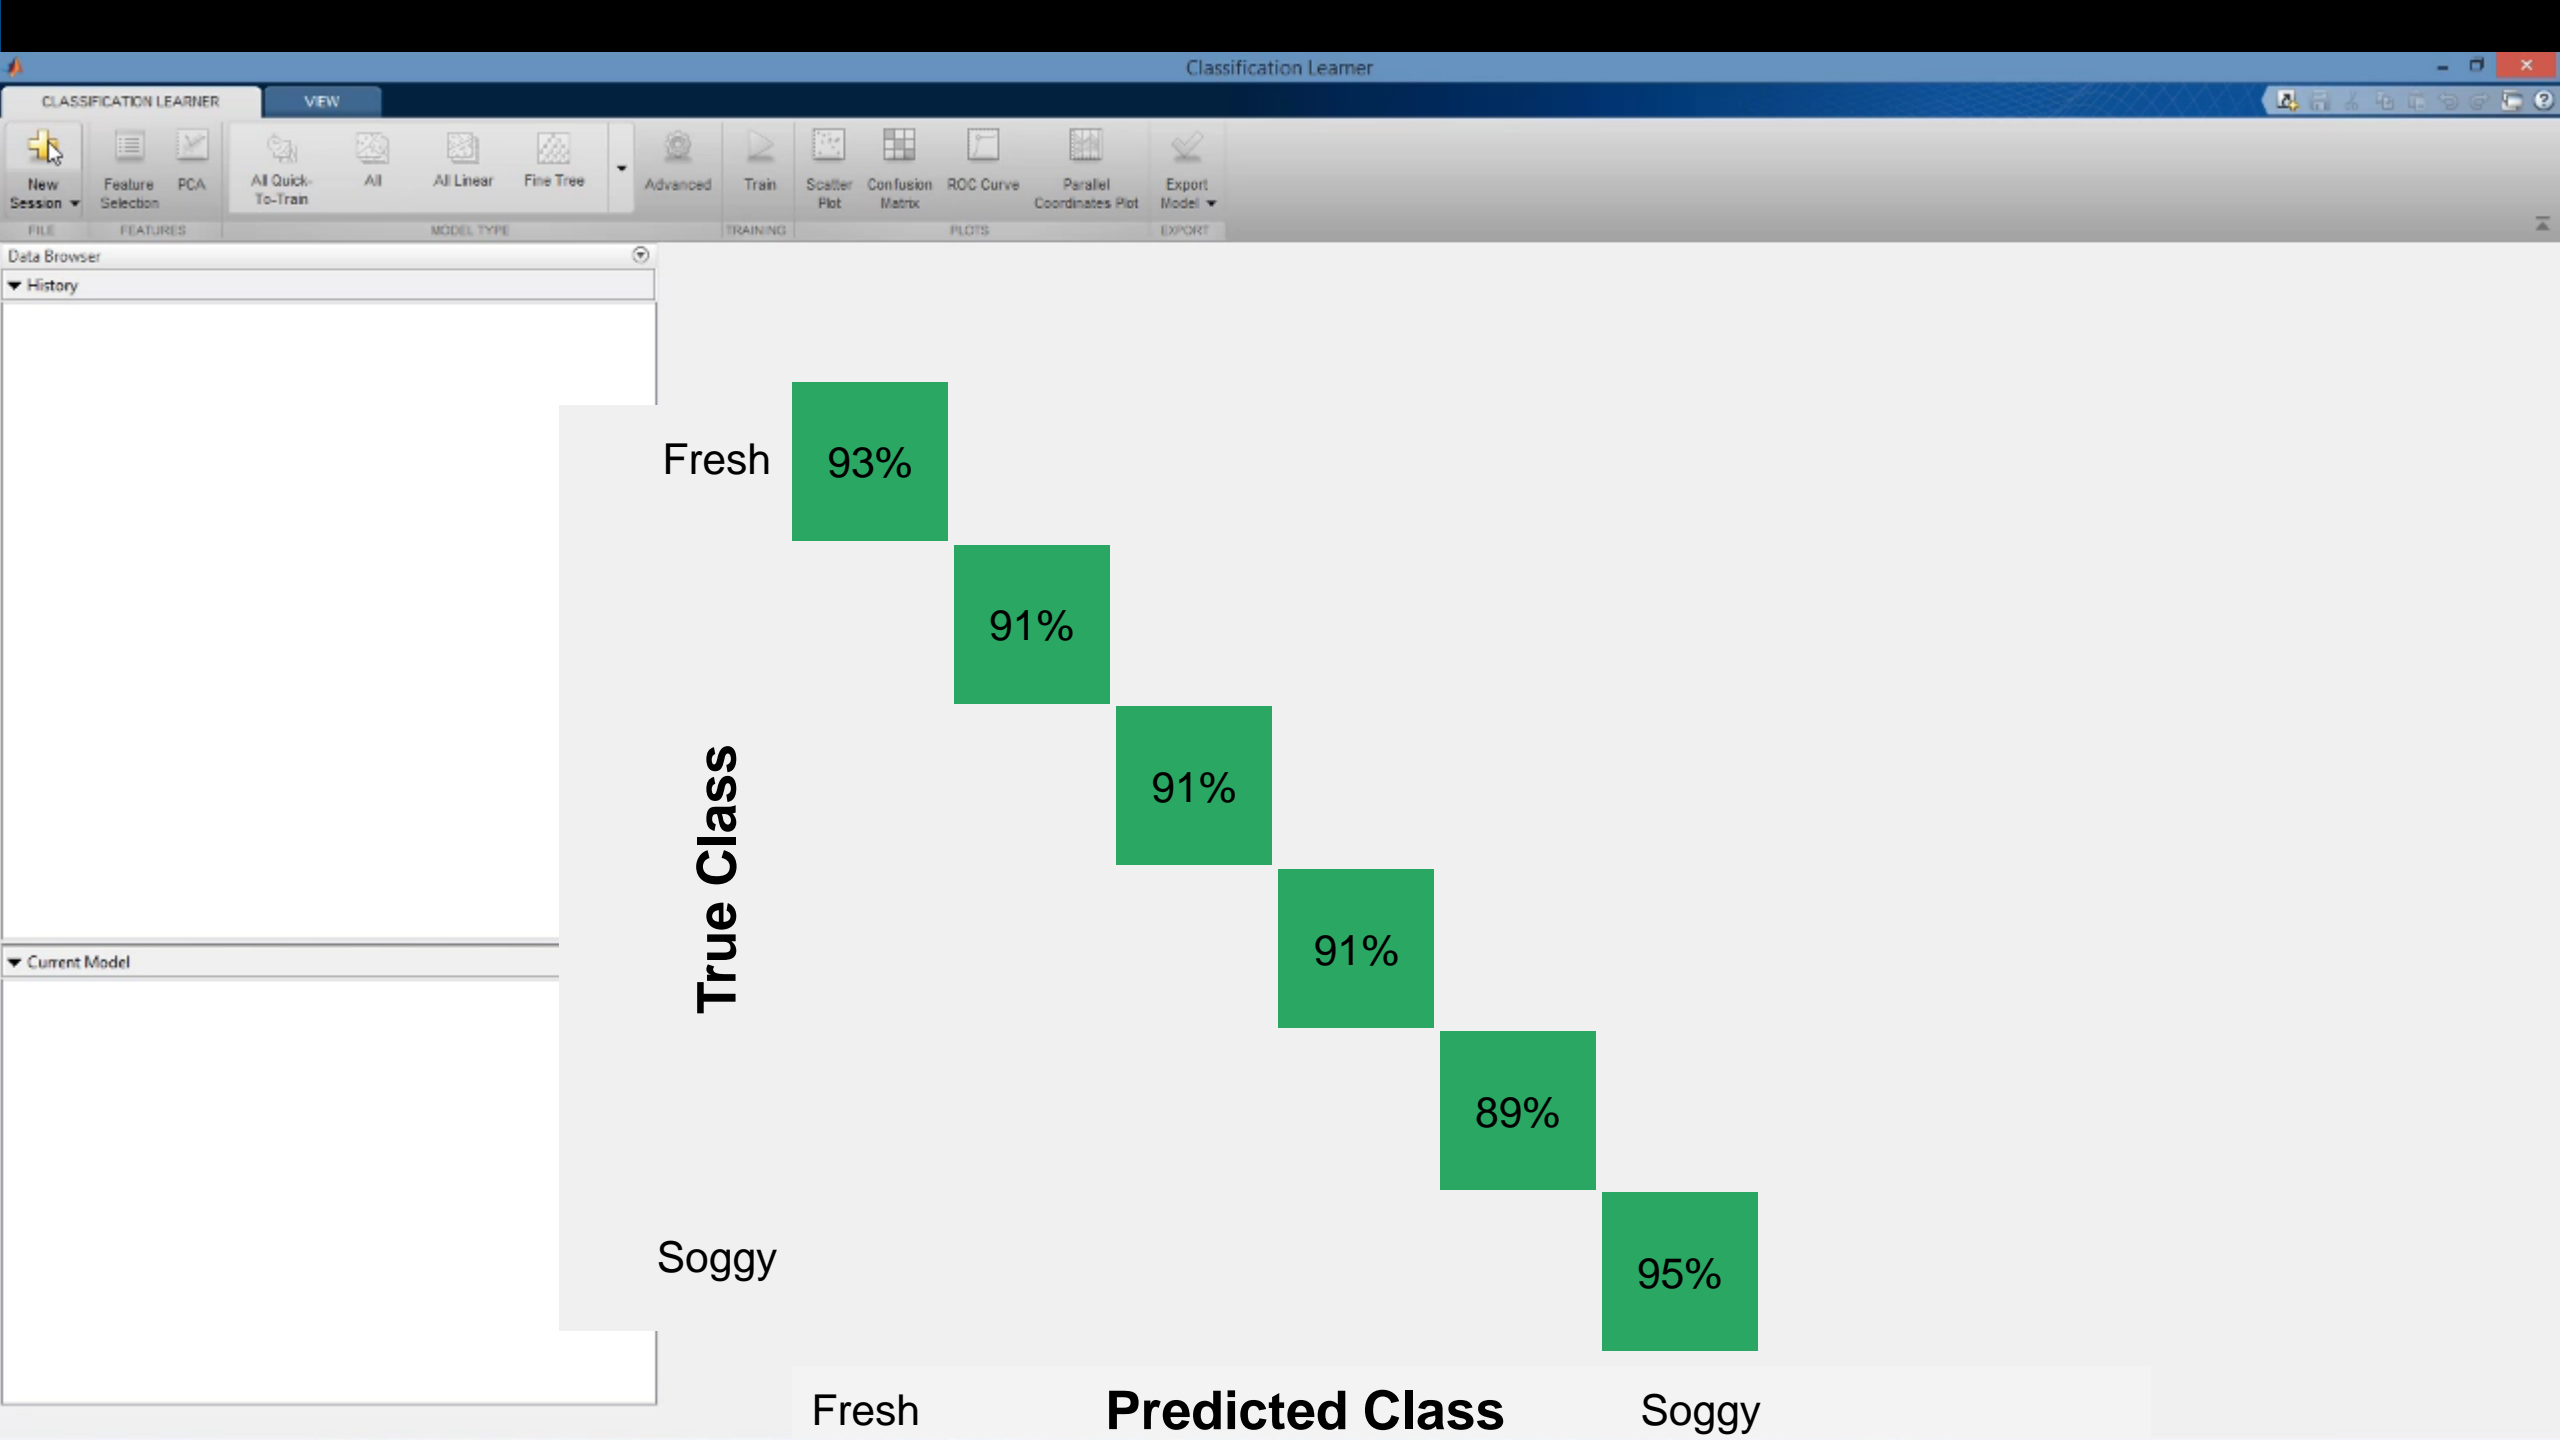 Classification Learner
CLASSIFICATION LEARNER
VIEW
New
Session
Feature
Selection
PCA
All Quick-
To-Train
All
All Linear
Fine Tree
Advanced
Train
Scatter
Plot
Confusion
Matrix
ROC Curve
Parallel
Coordinates Plot
Export
Model
FILE
FEATURES
MODEL TYPE
TRAINING
PLOTS
EXPORT
Data Browser
History
Current Model
Fresh
93%
91%
91%
True Class
91%
89%
Soggy
95%
Fresh
Predicted Class
Soggy